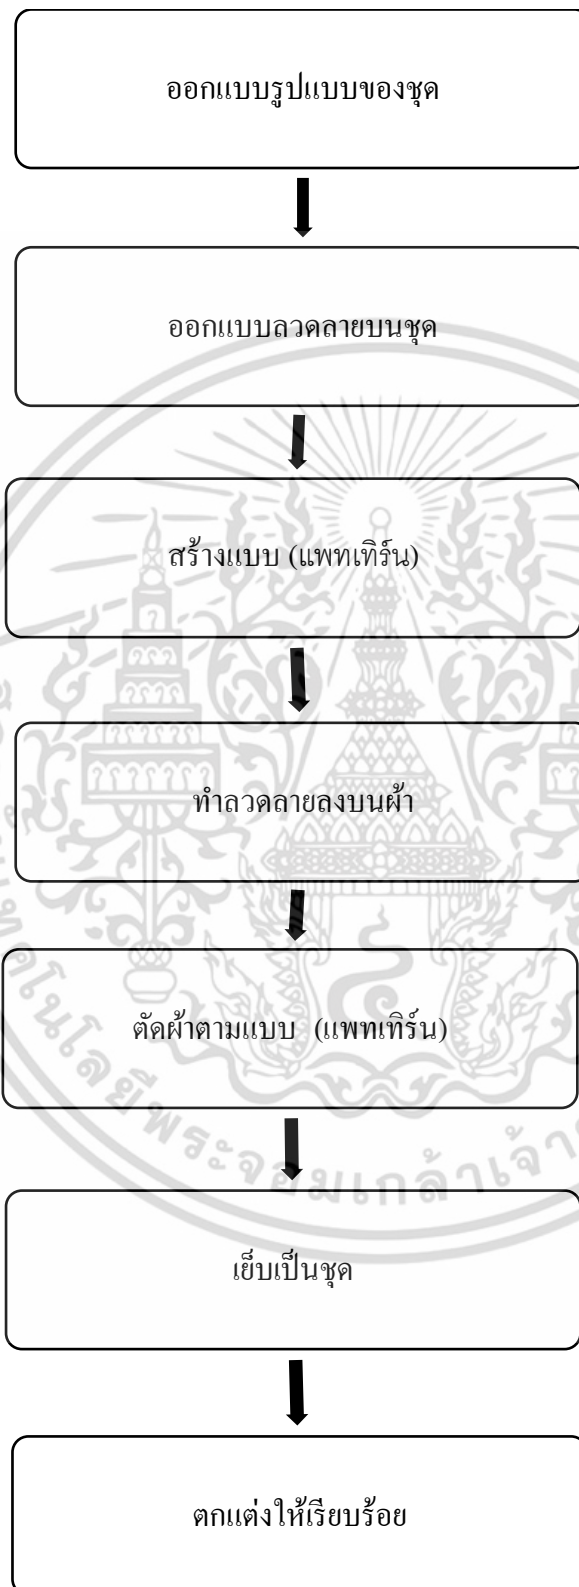 ออกแบบรูปแบบของชุด
ออกแบบลวดลายบนชุด
สร้างแบบ (แพทเทิร์น)
ทำลวดลายลงบนผ้า
ตัดผ้าตามแบบ (แพทเทิร์น)
เย็บเป็นชุด
ตกแต่งให้เรียบร้อย